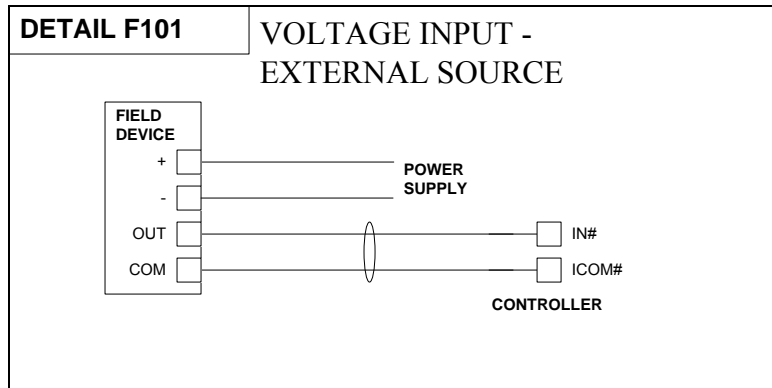 DETAIL F101
VOLTAGE INPUT -
EXTERNAL SOURCE
FIELD
DEVICE
+
-
OUT
COM
POWER
SUPPLY
IN#
ICOM#
CONTROLLER